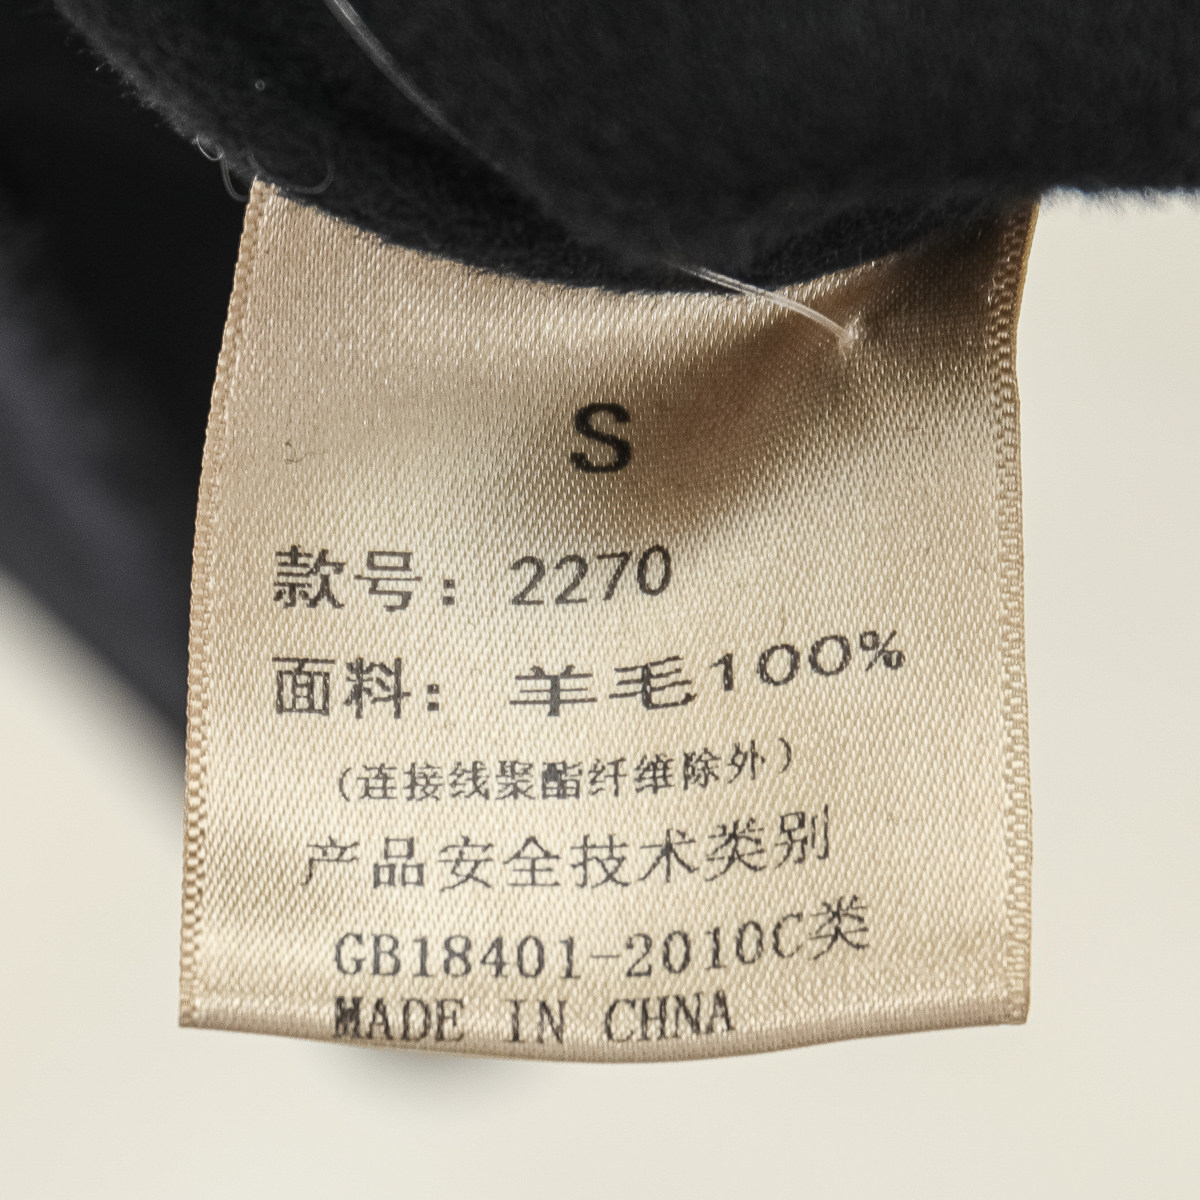 S
款号：2270
面料：羊毛100%
（连接线聚酯纤维除外）
产品安全技术类别
GB18401-2010C类
MADE IN CHNA